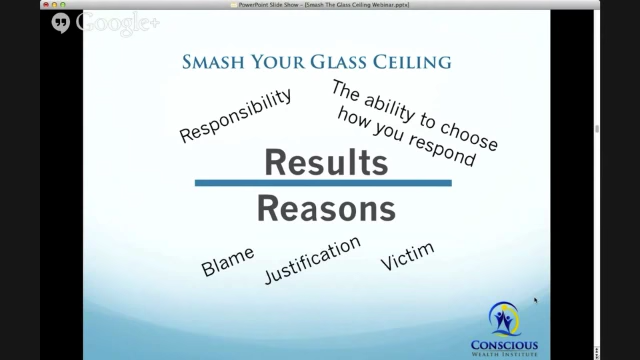 PowerPoint Slide Show - [Smash The Glass Ceiling Webinar.pptx]
Google+
SMASH YOUR GLASS CEILING
Responsibility
The ability to choose
how you respond
Results
Reasons
Blame
Justification
Victim
CONSCIOUS
WEALTH INSTITUTE